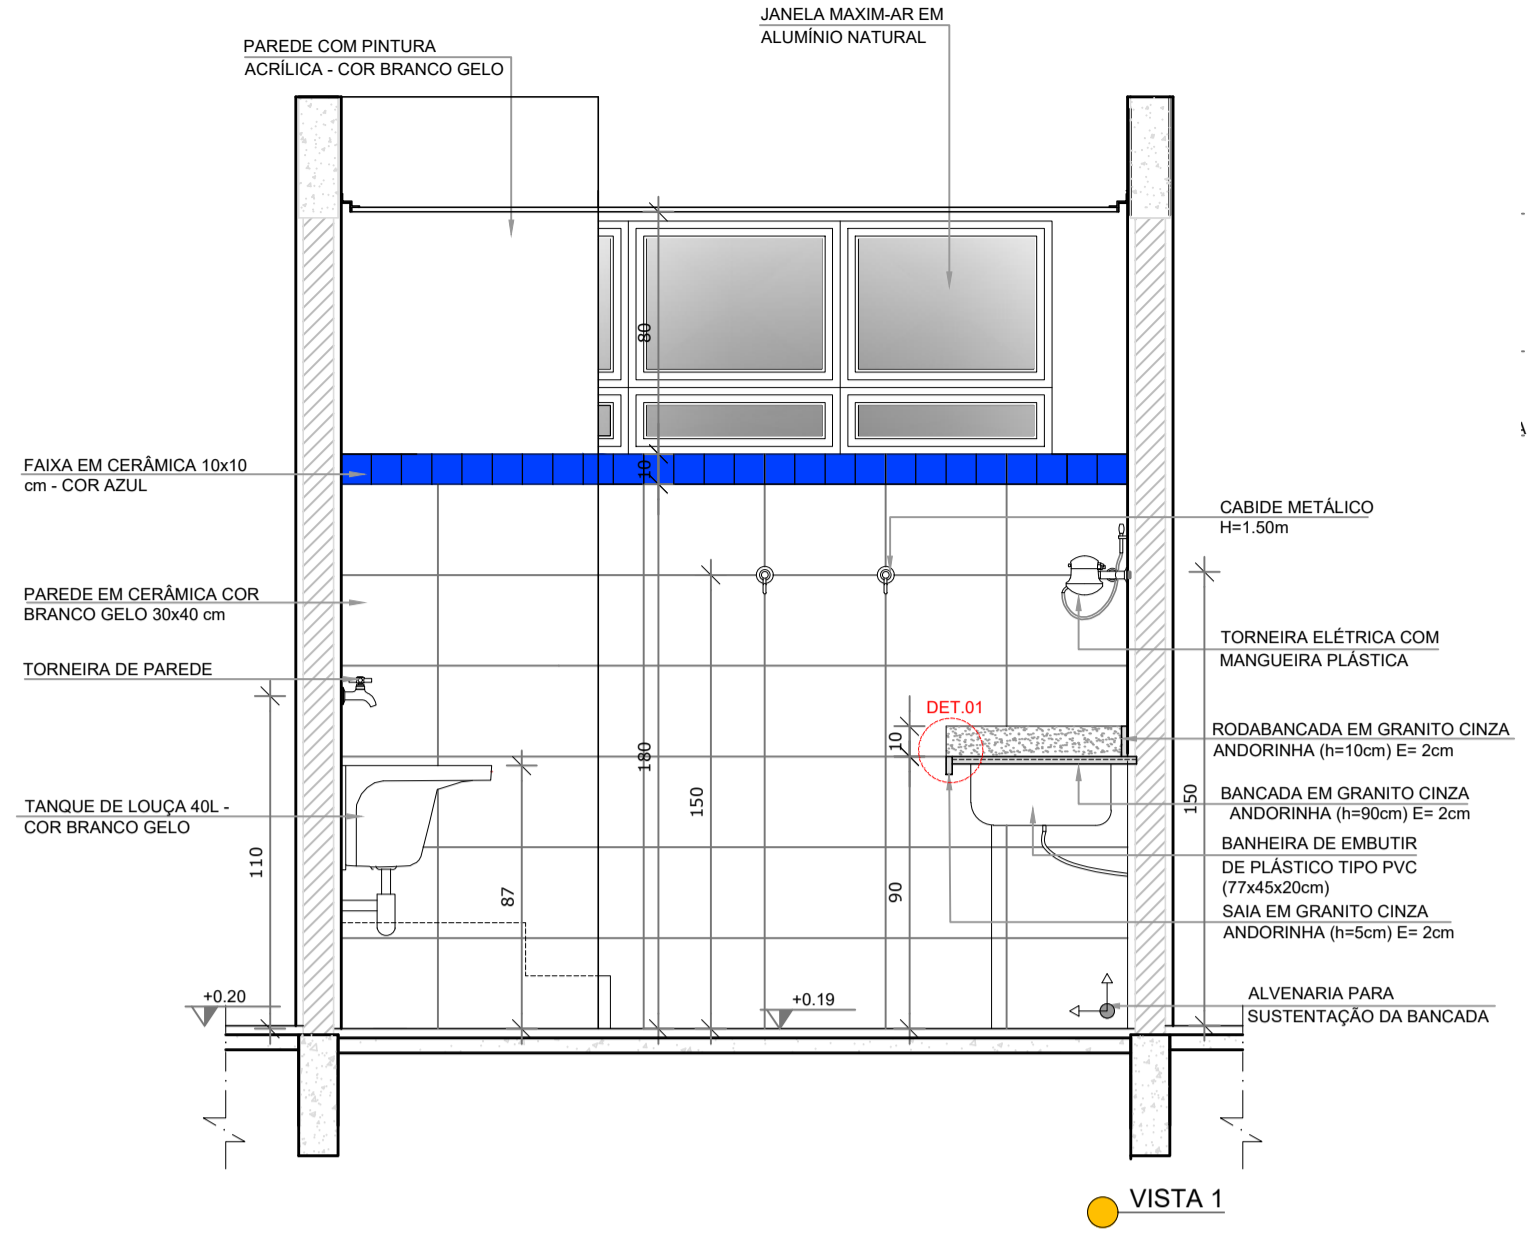 JANELA MAXIM-AR EM
ALUMÍNIO NATURAL
PAREDE COM PINTURA
ACRÍLICA - COR BRANCO GELO
80
10
FAIXA EM CERÂMICA 10x10
cm - COR AZUL
CABIDE METÁLICO
H=1.50m
PAREDE EM CERÂMICA COR
BRANCO GELO 30x40 cm
TORNEIRA ELÉTRICA COM
MANGUEIRA PLÁSTICA
TORNEIRA DE PAREDE
DET.01
10
RODABANCADA EM GRANITO CINZA
ANDORINHA (h=10cm) E= 2cm
180
150
150
BANCADA EM GRANITO CINZA
ANDORINHA (h=90cm) E= 2cm
TANQUE DE LOUÇA 40L -
COR BRANCO GELO
110
87
90
BANHEIRA DE EMBUTIR
DE PLÁSTICO TIPO PVC
(77x45x20cm)
SAIA EM GRANITO CINZA
ANDORINHA (h=5cm) E= 2cm
+0.20
+0.19
ALVENARIA PARA
SUSTENTAÇÃO DA BANCADA
VISTA 1